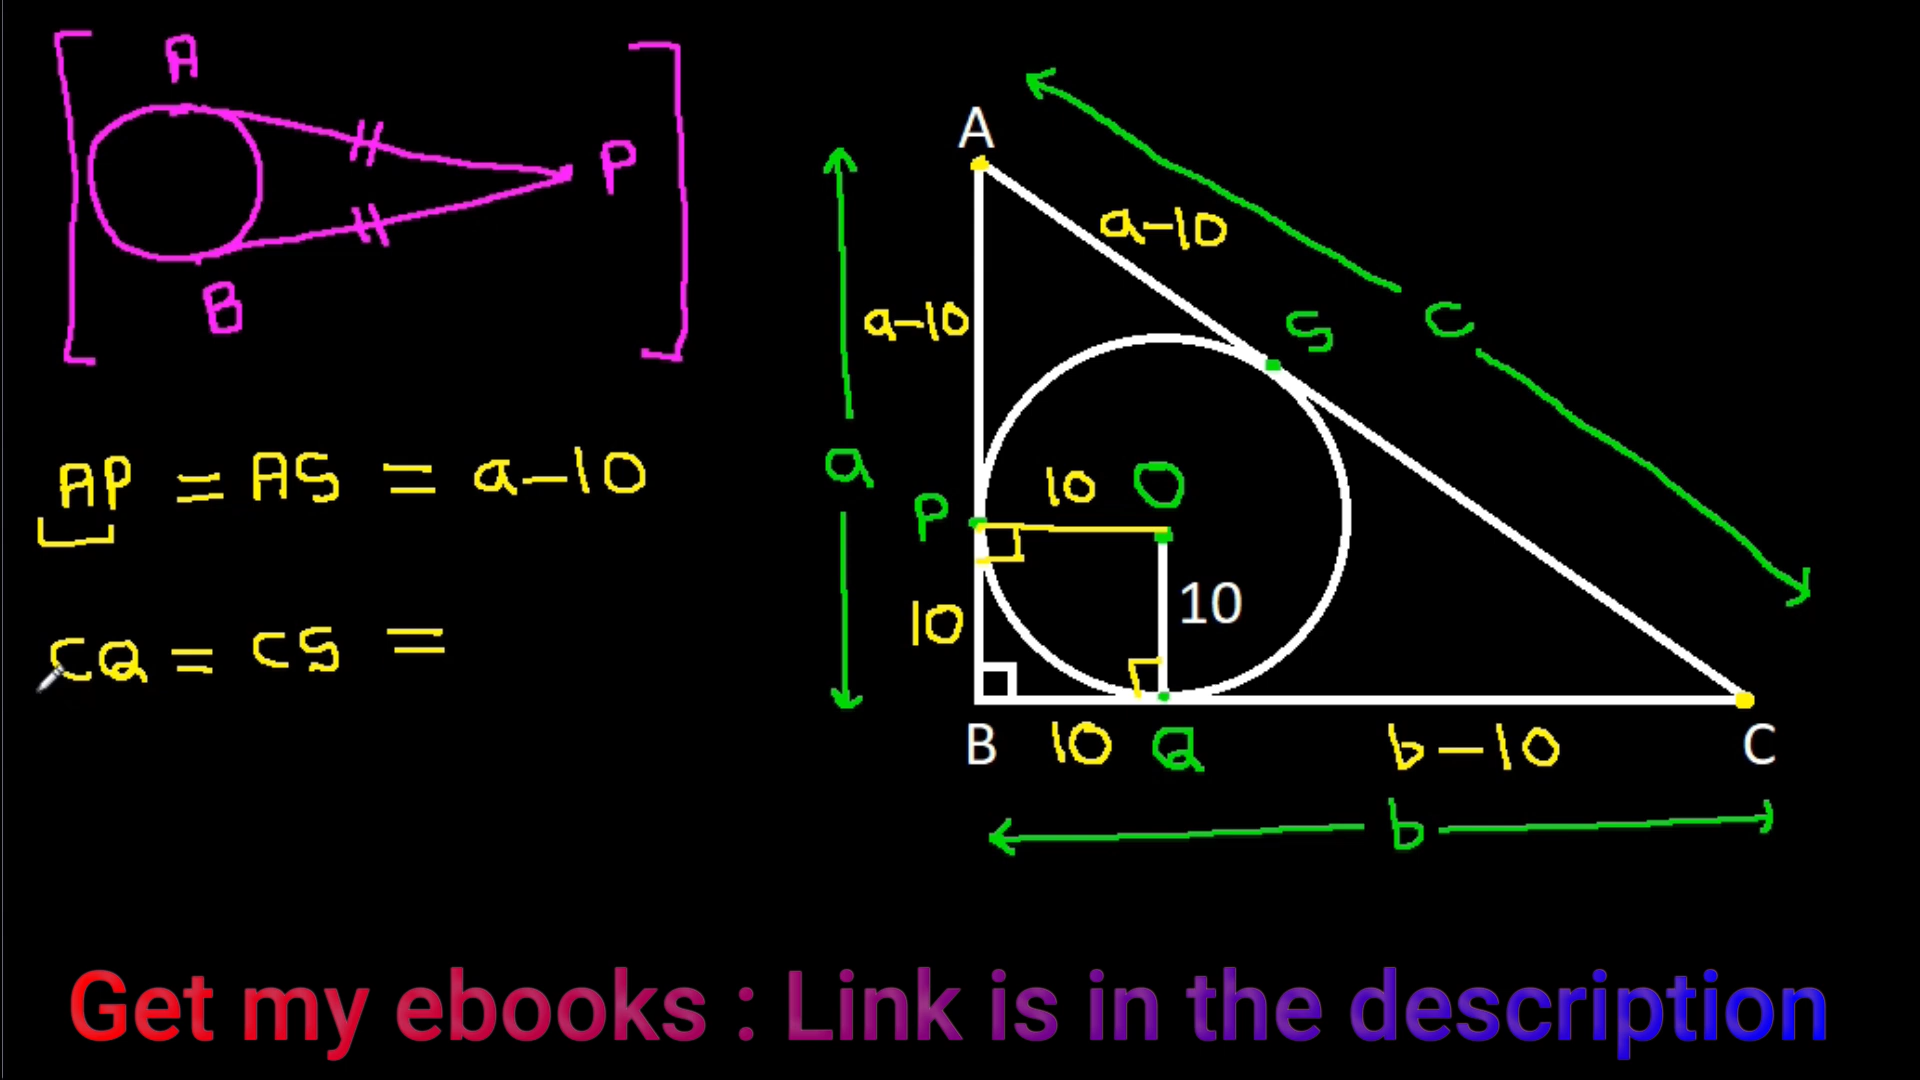 A
P
B
AP = AS = a-10
CQ = CS =
A
a-10
a-10
S
C
a
P
10
O
10
10
B
10
Q
b-10
C
b
Get my ebooks : Link is in the description